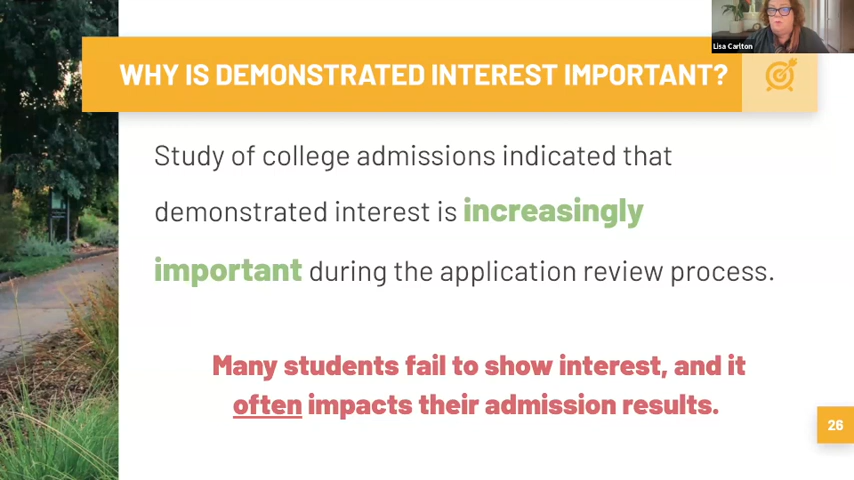 Lisa Carlton
WHY IS DEMONSTRATED INTEREST IMPORTANT?
Study of college admissions indicated that
demonstrated interest is increasingly
important during the application review process.
Many students fail to show interest, and it
often impacts their admission results.
26